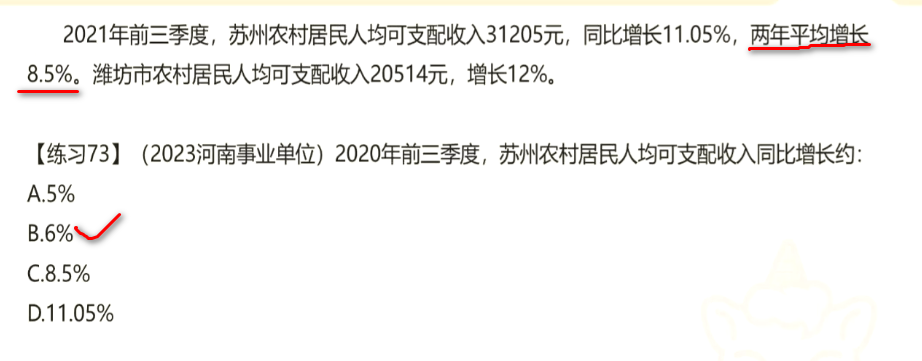 2021年前三季度，苏州农村居民人均可支配收入31205元，同比增长11.05%，两年平均增长
8.5%。潍坊市农村居民人均可支配收入20514元，增长12%。
【练习73】（2023河南事业单位）2020年前三季度，苏州农村居民人均可支配收入同比增长约：
A.5%
B.6%
C.8.5%
D.11.05%